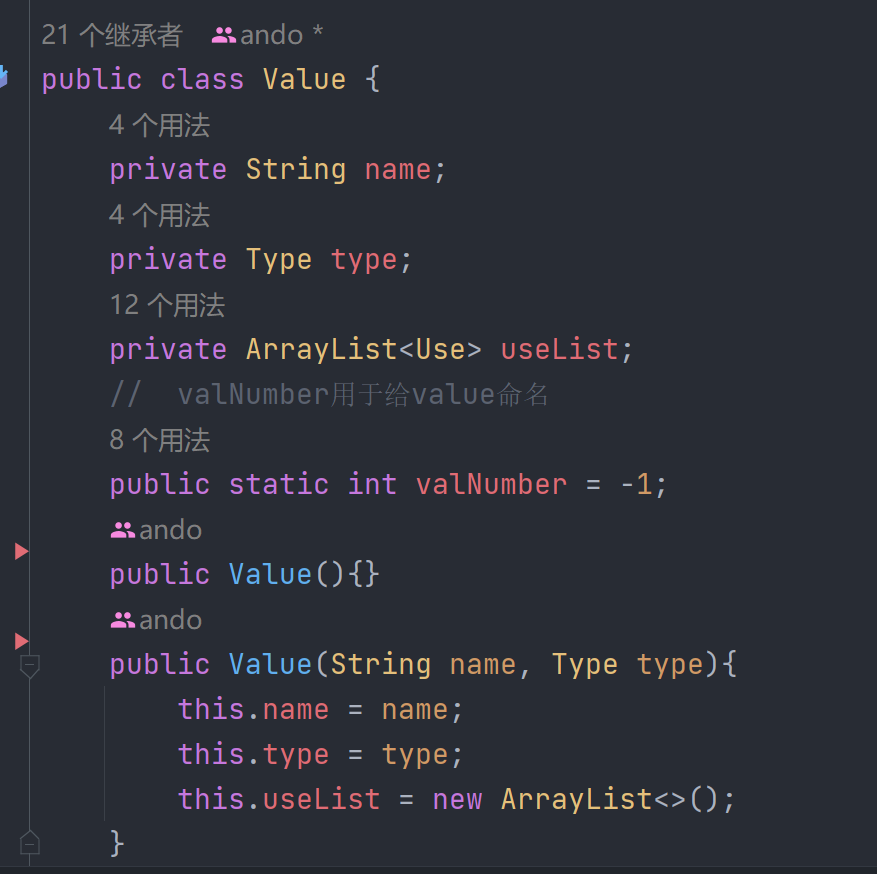 21 个继承者 ando *
public class Value {
4 个用法
private String name;
4 个用法
private Type type;
12 个用法
private ArrayList<Use> useList;
// valNumber用于给value命名
8 个用法
public static int valNumber = -1;
ando
public Value(){}
ando
public Value(String name, Type type){
this.name = name;
this.type = type;
this.useList = new ArrayList<>();
}